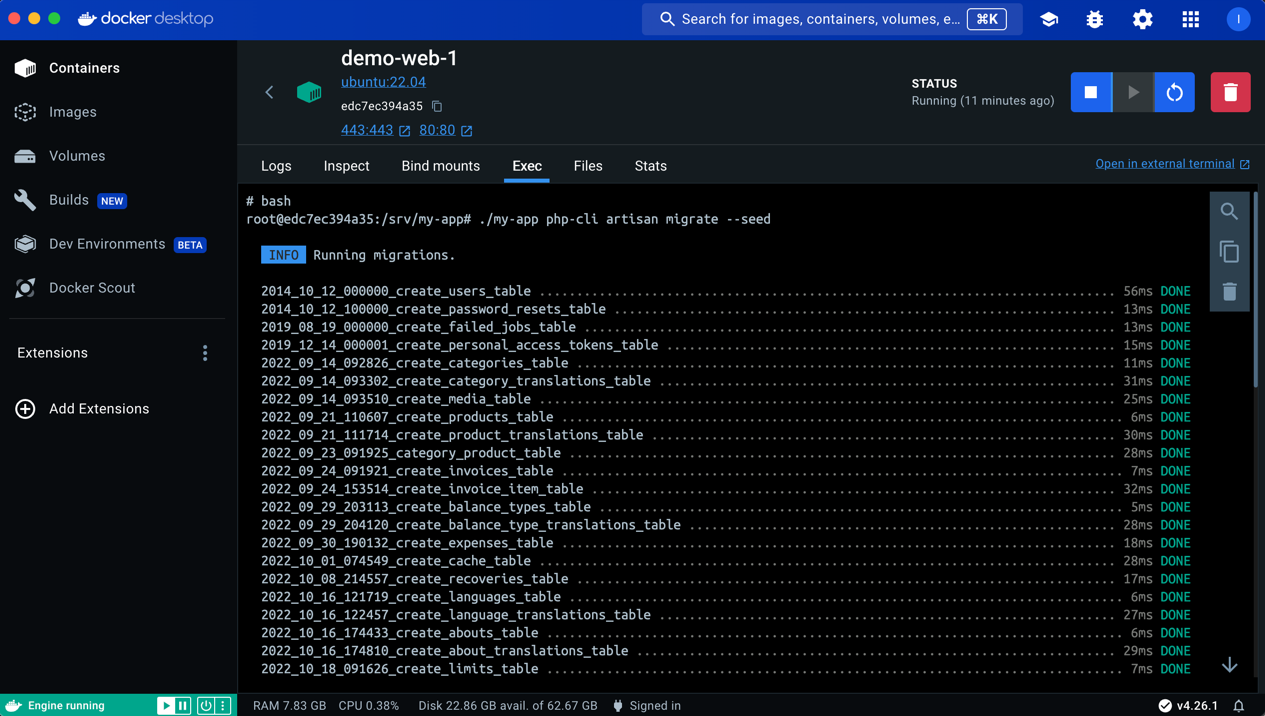 docker desktop
Search for images, containers, volumes, e... ⌘K
I
Containers
Images
Volumes
Builds NEW
Dev Environments BETA
Docker Scout
Extensions
Add Extensions
demo-web-1
ubuntu:22.04
edc7ec394a35
443:443 80:80
STATUS
Running (11 minutes ago)
Logs Inspect Bind mounts Exec Files Stats
Open in external terminal
# bash
root@edc7ec394a35:/srv/my-app# ./my-app php-cli artisan migrate --seed
INFO Running migrations.
2014_10_12_000000_create_users_table ............................................................................. 56ms DONE
2014_10_12_100000_create_password_resets_table ................................................................... 13ms DONE
2019_08_19_000000_create_failed_jobs_table ....................................................................... 13ms DONE
2019_12_14_000001_create_personal_access_tokens_table ............................................................ 15ms DONE
2022_09_14_092826_create_categories_table ........................................................................ 11ms DONE
2022_09_14_093302_create_category_translations_table ............................................................. 31ms DONE
2022_09_14_093510_create_media_table ............................................................................. 25ms DONE
2022_09_21_110607_create_products_table .......................................................................... 6ms DONE
2022_09_21_111714_create_product_translations_table .............................................................. 30ms DONE
2022_09_23_091925_category_product_table ......................................................................... 28ms DONE
2022_09_24_091921_create_invoices_table .......................................................................... 7ms DONE
2022_09_24_153514_create_invoice_item_table ...................................................................... 32ms DONE
2022_09_29_203113_create_balance_types_table ..................................................................... 5ms DONE
2022_09_29_204120_create_balance_type_translations_table ......................................................... 28ms DONE
2022_09_30_190132_create_expenses_table .......................................................................... 18ms DONE
2022_10_01_074549_create_cache_table ............................................................................. 28ms DONE
2022_10_08_214557_create_recoveries_table ........................................................................ 17ms DONE
2022_10_16_121719_create_languages_table ......................................................................... 6ms DONE
2022_10_16_122457_create_language_translations_table ............................................................. 27ms DONE
2022_10_16_174433_create_abouts_table ............................................................................ 6ms DONE
2022_10_16_174810_create_about_translations_table ................................................................ 29ms DONE
2022_10_18_091626_create_limits_table ............................................................................ 7ms DONE
Engine running
RAM 7.83 GB CPU 0.38% Disk 22.86 GB avail. of 62.67 GB Signed in
v4.26.1